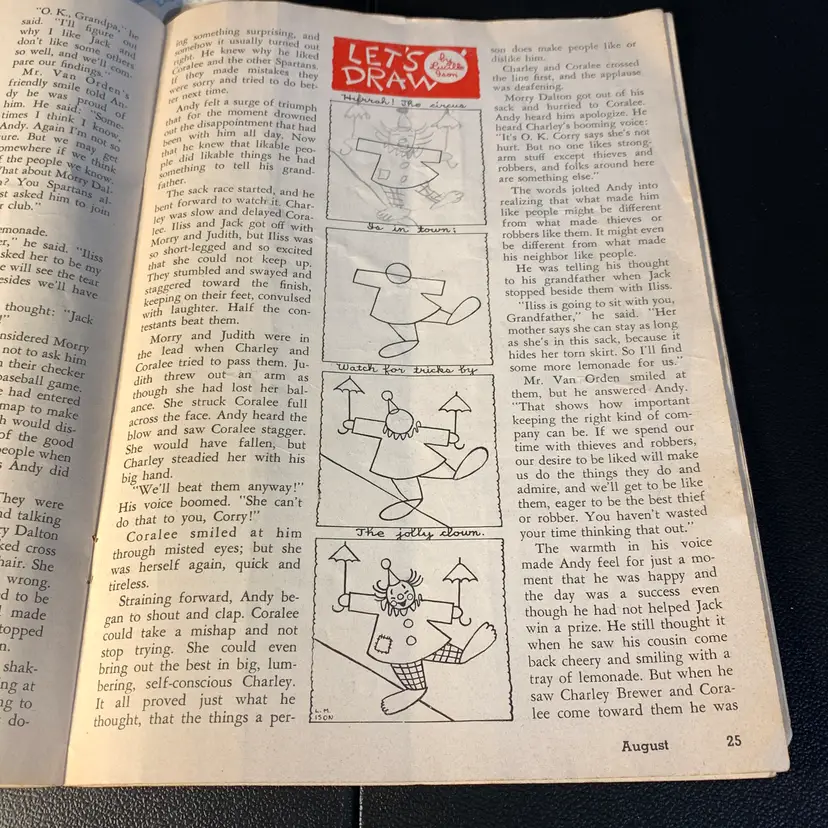 "O. K., Grandpa," he
said. "I'll figure out
why I like Jack and
don't like some others
so well, and we'll com-
pare our findings."
Mr. Van Orden's
friendly smile told An-
dy he was proud of
him. He said, "Some-
times I think I know,
Andy. Again I'm not so
ure. But we may get
omewhere if we think
f the people we know.
hat about Morry Dal-
n? You Spartans al-
st asked him to join
r club."
emonade.
er," he said. "Iliss
sked her to be my
e will see the tear
esides we'll have
thought: "Jack
!"
nsidered Morry
not to ask him
n their checker
baseball game.
e had entered
map to make
h would dis-
of the good
people when
s Andy did
They were
nd talking
ry Dalton
ked cross
hair. She
wrong.
d to be
made
topped
n.
shak-
ng at
ng to
do-
ing something surprising, and
somehow it usually turned out
right. He knew why he liked
Coralee and the other Spartans.
If they made mistakes they
were sorry and tried to do bet-
ter next time.
Andy felt a surge of triumph
that for the moment drowned
out the disappointment that had
been with him all day. Now
that he knew that likable peo-
ple did likable things he had
something to tell his grand-
father.
The sack race started, and he
bent forward to watch it. Char-
ley was slow and delayed Cora-
lee. Iliss and Jack got off with
Morry and Judith, but Iliss was
so short-legged and so excited
that she could not keep up.
They stumbled and swayed and
staggered toward the finish,
keeping on their feet, convulsed
with laughter. Half the con-
testants beat them.
Morry and Judith were in
the lead when Charley and
Coralee tried to pass them. Ju-
dith threw out an arm as
though she had lost her bal-
ance. She struck Coralee full
across the face. Andy heard the
blow and saw Coralee stagger.
She would have fallen, but
Charley steadied her with his
big hand.
"We'll beat them anyway!"
His voice boomed. "She can't
do that to you, Corry!"
Coralee smiled at him
through misted eyes; but she
was herself again, quick and
tireless.
Straining forward, Andy be-
gan to shout and clap. Coralee
could take a mishap and not
stop trying. She could even
bring out the best in big, lum-
bering, self-conscious Charley.
It all proved just what he
thought, that the things a per-
LET'S
DRAW
by
Luille
Ison
Hurrah! The circus
Is in town;
Watch for tricks by
The jolly clown.
L. M.
ISON
son does make people like or
dislike him.
Charley and Coralee crossed
the line first, and the applause
was deafening.
Morry Dalton got out of his
sack and hurried to Coralee.
Andy heard him apologize. He
heard Charley's booming voice:
"It's O. K. Corry says she's not
hurt. But no one likes strong-
arm stuff except thieves and
robbers, and folks around here
are something else."
The words jolted Andy into
realizing that what made him
like people might be different
from what made thieves or
robbers like them. It might even
be different from what made
his neighbor like people.
He was telling his thought
to his grandfather when Jack
stopped beside them with Iliss.
"Iliss is going to sit with you,
Grandfather," he said. "Her
mother says she can stay as long
as she's in this sack, because it
hides her torn skirt. So I'll find
some more lemonade for us."
Mr. Van Orden smiled at
them, but he answered Andy.
"That shows how important
keeping the right kind of com-
pany can be. If we spend our
time with thieves and robbers,
our desire to be liked will make
us do the things they do and
admire, and we'll get to be like
them, eager to be the best thief
or robber. You haven't wasted
your time thinking that out."
The warmth in his voice
made Andy feel for just a mo-
ment that he was happy and
the day was a success even
though he had not helped Jack
win a prize. He still thought it
when he saw his cousin come
back cheery and smiling with a
tray of lemonade. But when he
saw Charley Brewer and Cora-
lee come toward them he was
August 25